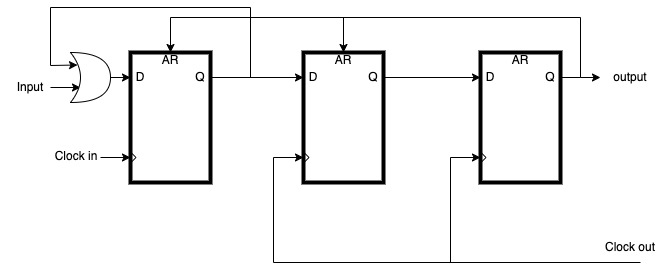 AR AR AR
D Q D Q D Q output
Input
Clock in
Clock out